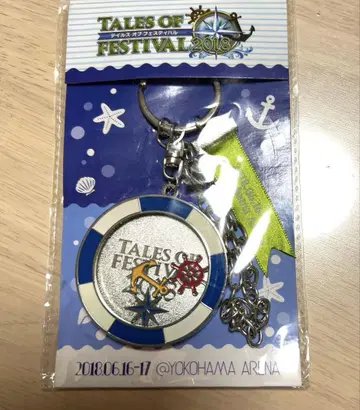 TALES OF
FESTIVAL 2018
テイルズ オブ フェスティバル
TALES OF
FESTIVAL
2018.06.16-17 @YOKOHAMA ARENA